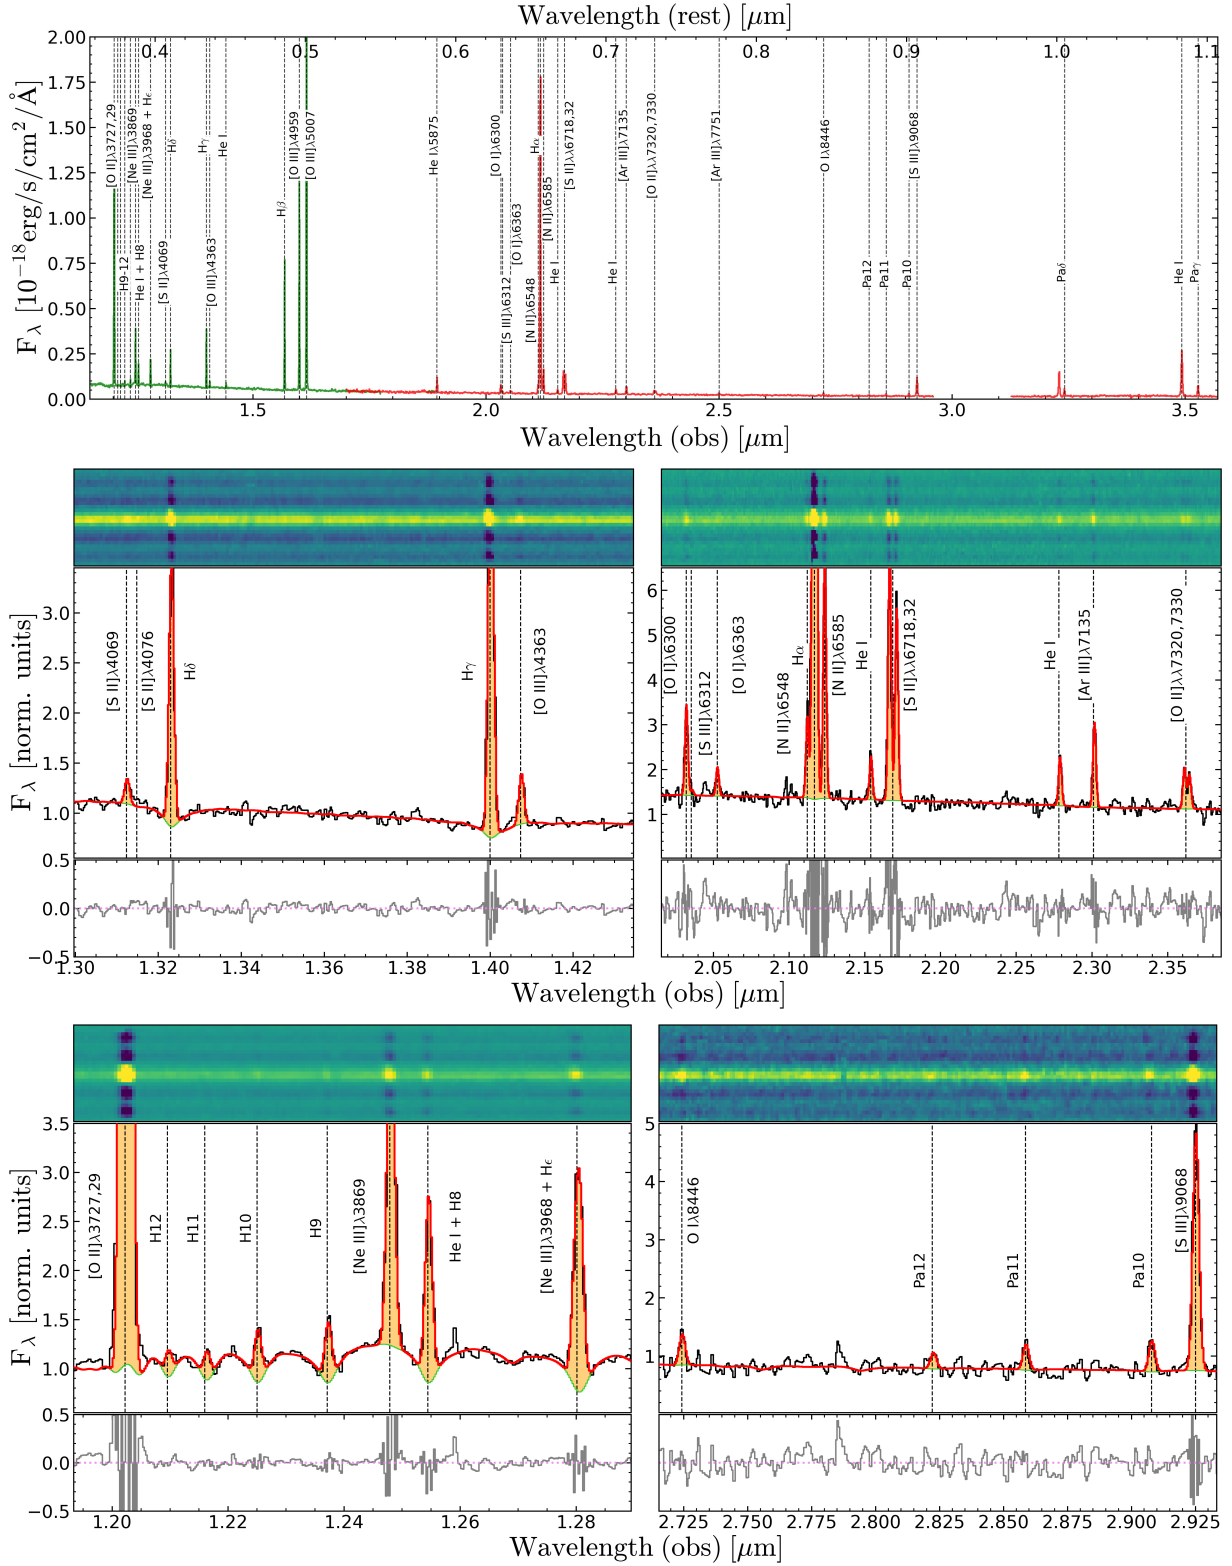 Wavelength (rest) [μm]
0.4 0.5 0.6 0.7 0.8 0.9 1.0 1.1
2.00
1.75
1.50
1.25
1.00
0.75
0.50
0.25
0.00
Fλ [10−18erg/s/cm2/Å]
[O II]λ3727,29
H9-12
[Ne III]λ3869
He I + H8
[Ne III]λ3968 + Hϵ
[S II]λ4069
Hδ
Hγ
[O III]λ4363
He I
Hβ
[O III]λ4959
[O III]λ5007
He Iλ5875
[O I]λ6300
[S III]λ6312
[O I]λ6363
[N II]λ6548
Hα
[N II]λ6585
He I
[S II]λλ6718,32
He I
[Ar III]λ7135
[O II]λλ7320,7330
[Ar III]λ7751
O Iλ8446
Pa12
Pa11
Pa10
[S III]λ9068
Paδ
He I
Paγ
1.5 2.0 2.5 3.0 3.5
Wavelength (obs) [μm]
Fλ [norm. units]
3.0
2.5
2.0
1.5
1.0
0.5
0.0
−0.5
[S II]λ4069
[S II]λ4076
Hδ
Hγ
[O III]λ4363
1.30 1.32 1.34 1.36 1.38 1.40 1.42
6
5
4
3
2
1
[O I]λ6300
[S III]λ6312
[O I]λ6363
[N II]λ6548
Hα
[N II]λ6585
He I
[S II]λλ6718,32
He I
[Ar III]λ7135
[O II]λλ7320,7330
2.05 2.10 2.15 2.20 2.25 2.30 2.35
Wavelength (obs) [μm]
Fλ [norm. units]
3.5
3.0
2.5
2.0
1.5
1.0
0.5
0.5
0.0
−0.5
[O II]λ3727,29
H12
H11
H10
H9
[Ne III]λ3869
He I + H8
[Ne III]λ3968 + Hϵ
1.20 1.22 1.24 1.26 1.28
5
4
3
2
1
O Iλ8446
Pa12
Pa11
Pa10
[S III]λ9068
2.725 2.750 2.775 2.800 2.825 2.850 2.875 2.900 2.925
Wavelength (obs) [μm]